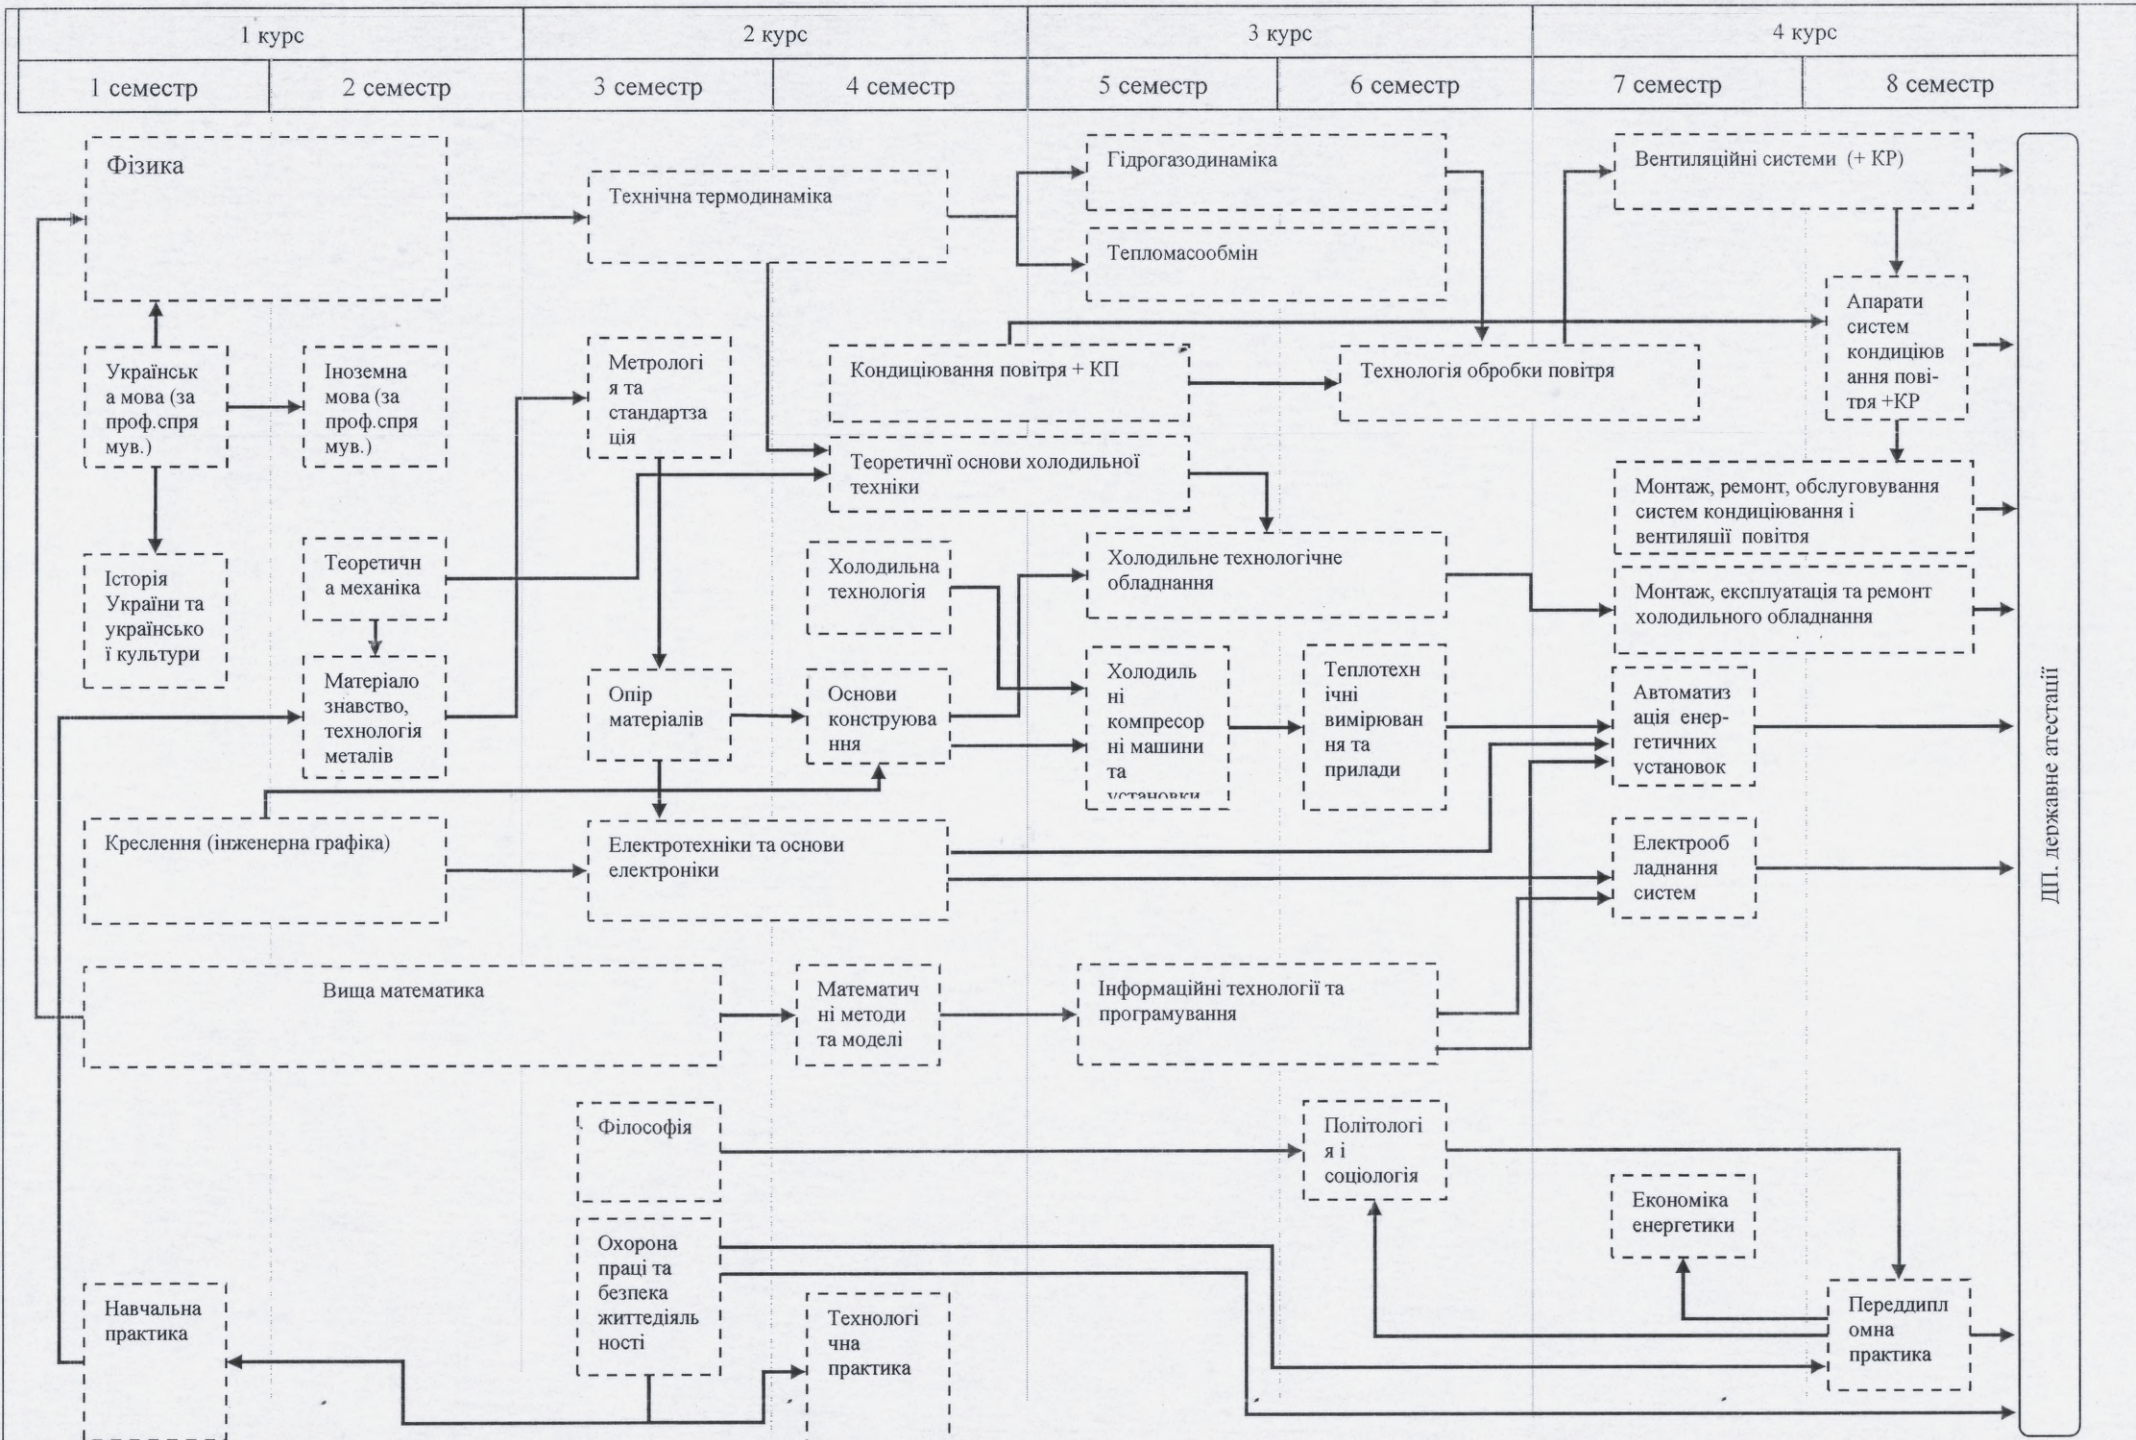 1 курс
2 курс
3 курс
4 курс
1 семестр
2 семестр
3 семестр
4 семестр
5 семестр
6 семестр
7 семестр
8 семестр
Фізика
Технічна термодинаміка
Гідрогазодинаміка
Тепломасообмін
Вентиляційні системи (+ КР)
Апарати
систем
кондиціюв
ання пові-
тря +КР
Українськ
а мова (за
проф.спря
мув.)
Іноземна
мова (за
проф.спря
мув.)
Метрологі
я та
стандартза
ція
Кондиціювання повітря + КП
Технологія обробки повітря
Теоретичні основи холодильної
техніки
Монтаж, ремонт, обслуговування
систем кондиціювання і
вентиляції повітря
Історія
України та
українсько
ї культури
Теоретичн
а механіка
Холодильна
технологія
Холодильне технологічне
обладнання
Монтаж, експлуатація та ремонт
холодильного обладнання
Матеріало
знавство,
технологія
металів
Опір
матеріалів
Основи
конструюва
ння
Холодиль
ні
компресор
ні машини
та
установки
Теплотехн
ічні
вимірюван
ня та
прилади
Автоматиз
ація енер-
гетичних
установок
Креслення (інженерна графіка)
Електротехніки та основи
електроніки
Електрооб
ладнання
систем
Вища математика
Математич
ні методи
та моделі
Інформаційні технології та
програмування
Філософія
Політологі
я і
соціологія
Економіка
енергетики
Охорона
праці та
безпека
життедіяль
ності
Навчальна
практика
Технологі
чна
практика
Переддипл
омна
практика
ДП. державне атестації